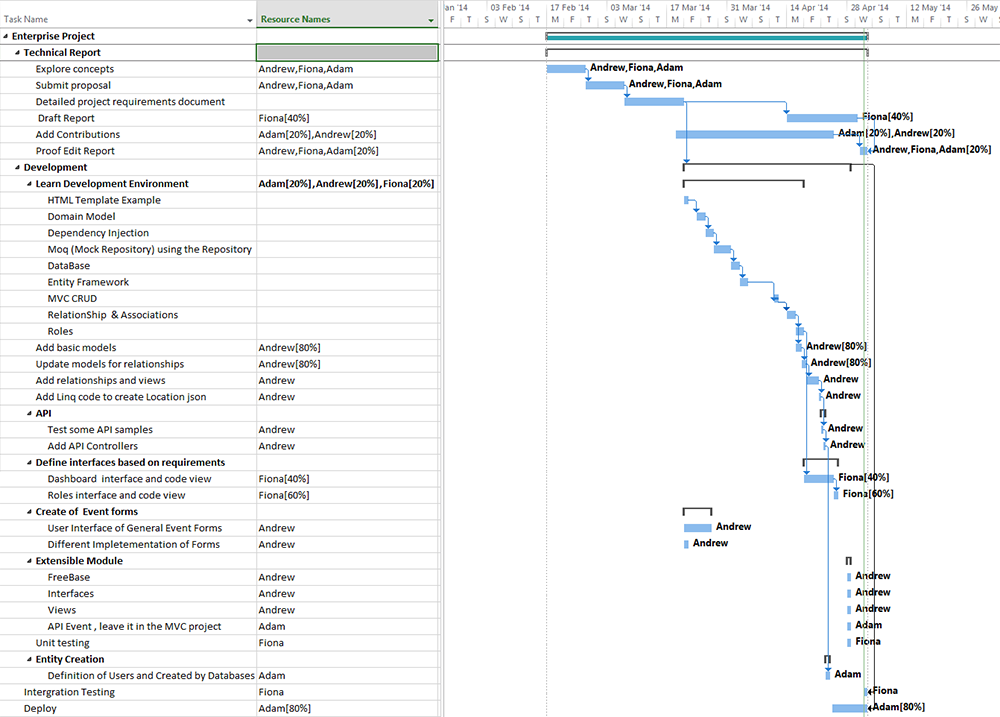 Task Name Resource Names an '14 03 Feb '14 17 Feb '14 03 Mar '14 17 Mar '14 31 Mar '14 14 Apr '14 28 Apr '14 12 May '14 26 May
F T S W S T M F T S W S T M F T S W S T M F T S W S T
Enterprise Project
Technical Report
Explore concepts Andrew,Fiona,Adam Andrew,Fiona,Adam
Submit proposal Andrew,Fiona,Adam Andrew,Fiona,Adam
Detailed project requirements document
Draft Report Fiona[40%] Fiona[40%]
Add Contributions Adam[20%],Andrew[20%] Adam[20%],Andrew[20%]
Proof Edit Report Andrew,Fiona,Adam[20%] Andrew,Fiona,Adam[20%]
Development
Learn Development Environment Adam[20%],Andrew[20%],Fiona[20%]
HTML Template Example
Domain Model
Dependency Injection
Moq (Mock Repository) using the Repository
DataBase
Entity Framework
MVC CRUD
RelationShip & Associations
Roles
Add basic models Andrew[80%] Andrew[80%]
Update models for relationships Andrew[80%] Andrew[80%]
Add relationships and views Andrew Andrew
Add Linq code to create Location json Andrew Andrew
API
Test some API samples Andrew Andrew
Add API Controllers Andrew Andrew
Define interfaces based on requirements
Dashboard interface and code view Fiona[40%] Fiona[40%]
Roles interface and code view Fiona[60%] Fiona[60%]
Create of Event forms
User Interface of General Event Forms Andrew Andrew
Different Impletementation of Forms Andrew Andrew
Extensible Module
FreeBase Andrew Andrew
Interfaces Andrew Andrew
Views Andrew Andrew
API Event , leave it in the MVC project Adam Adam
Unit testing Fiona Fiona
Entity Creation
Definition of Users and Created by Databases Adam Adam
Intergration Testing Fiona Fiona
Deploy Adam[80%] Adam[80%]